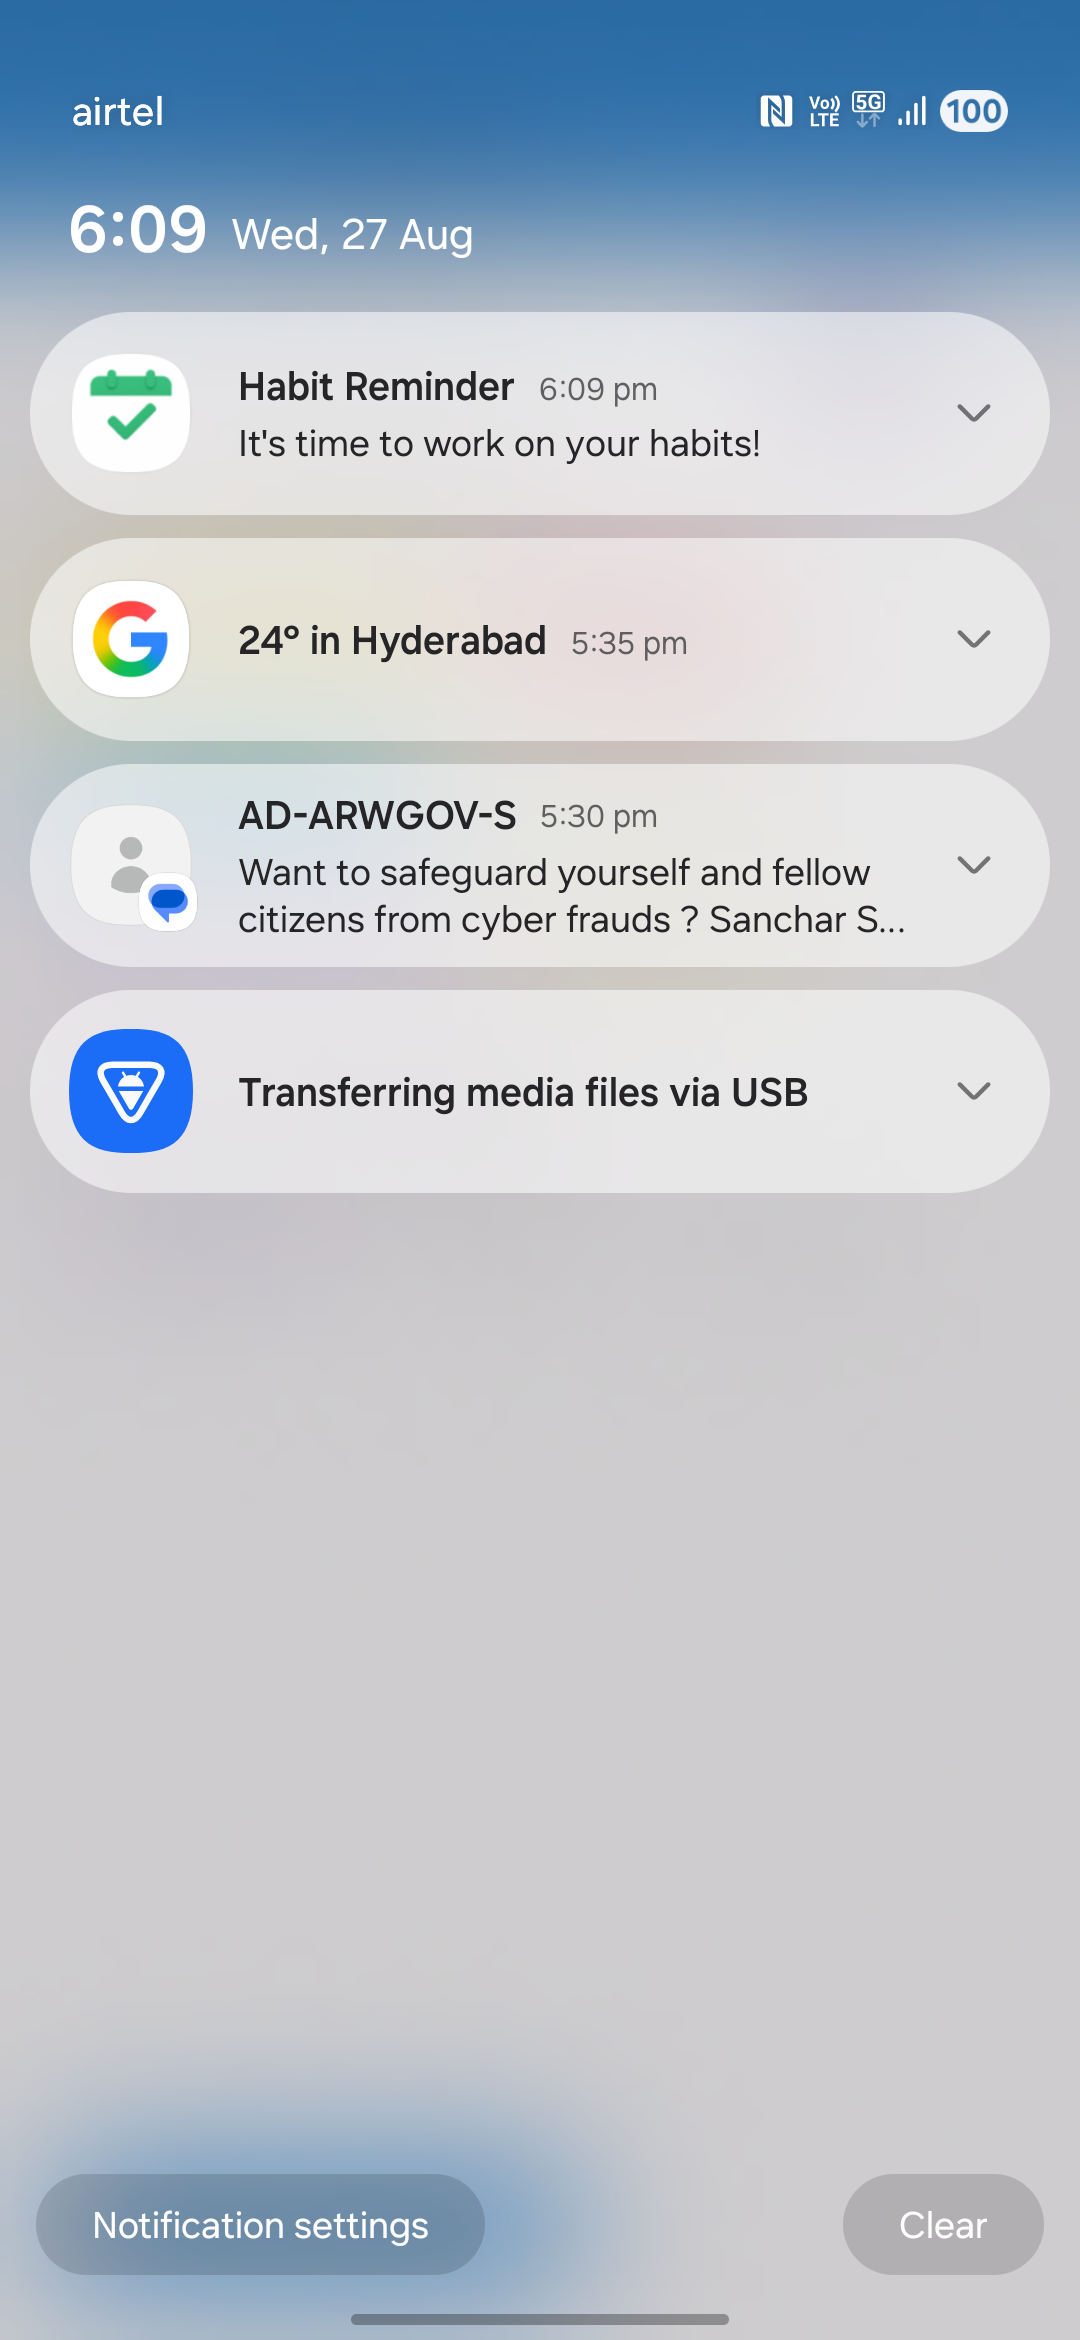 airtel
Vo)) LTE 5G 100
6:09 Wed, 27 Aug
Habit Reminder 6:09 pm
It's time to work on your habits!
24º in Hyderabad 5:35 pm
AD-ARWGOV-S 5:30 pm
Want to safeguard yourself and fellow
citizens from cyber frauds ? Sanchar S...
Transferring media files via USB
Notification settings
Clear